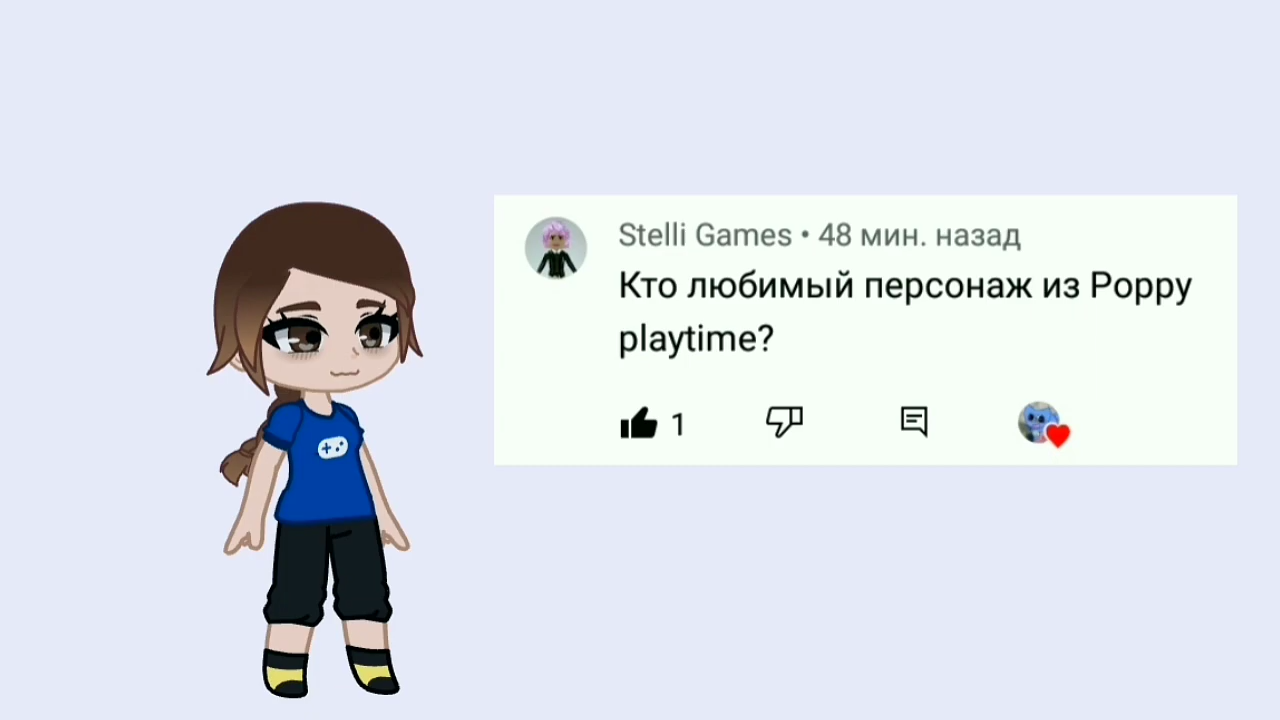 Stelli Games • 48 мин. назад
Кто любимый персонаж из Poppy
playtime?
1